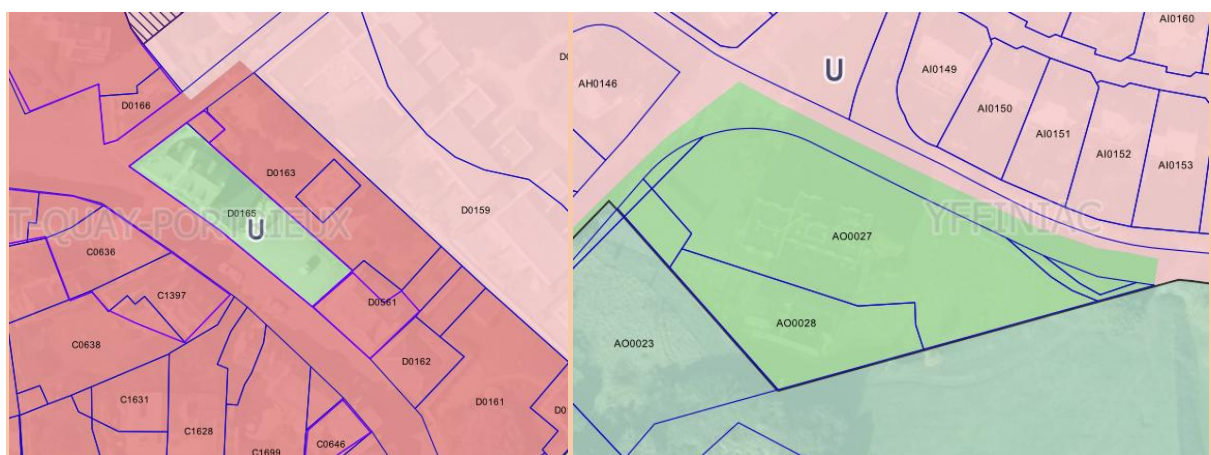 D0166
D0163
D0159
D0165
U
T-QUAY-PORTRIEUX
C0636
C1397
D0561
C0638
D0162
C1631
D0161
C1628
C0646
C1699
AI0160
U
AH0146
AI0149
AI0150
AI0151
AI0152
AI0153
YFFINIAC
AO0027
AO0028
AO0023